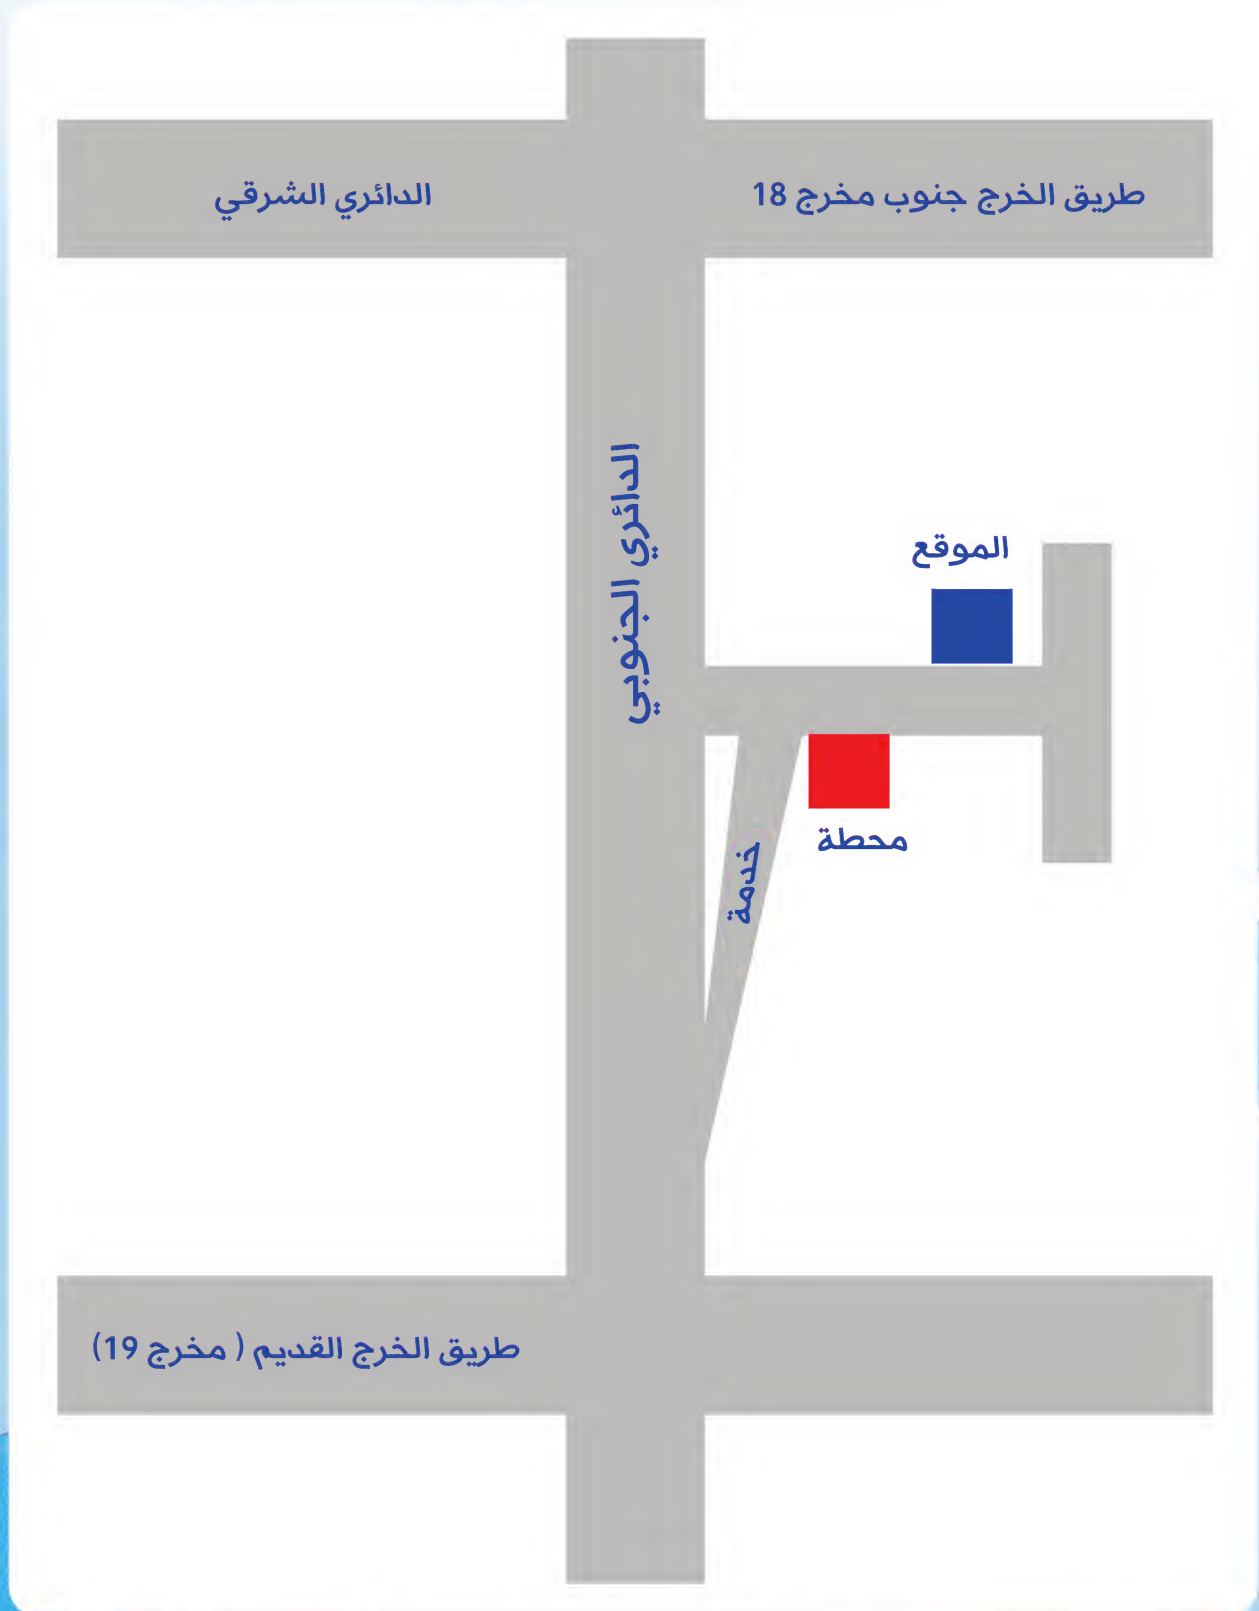 طريق الخرج جنوب مخرج 18
الدائري الشرقي
الدائري الجنوبي
الموقع
محطة
خدمة
طريق الخرج القديم ( مخرج 19)